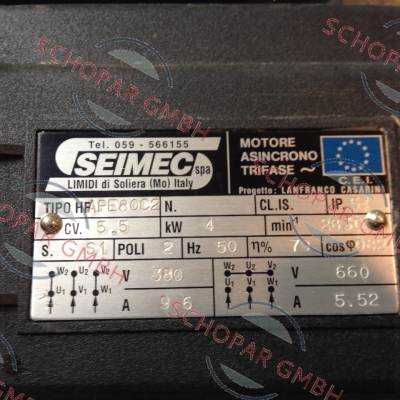 Tel. 059 - 566155
SEIMEC spa
LIMIDI di Soliera (Mo) Italy
MOTORE
ASINCRONO
TRIFASE ~
C.E.I.
Progetto: LANFRANCO CASARINI
TIPO HF APE80C2 N. CL.IS. IP
CV. 5,5 kW 4 min⁻¹
S. S1 POLI 2 Hz 50 η% cosφ
W2 U2 V2 V 380 W2 U2 V2 V 660
U1 V1 W1 A 9.6 U1 V1 W1 A 5.52
SCHOPAR GMBH
SCHOPAR GMBH
SCHOPAR GMBH
SCHOPAR GMBH